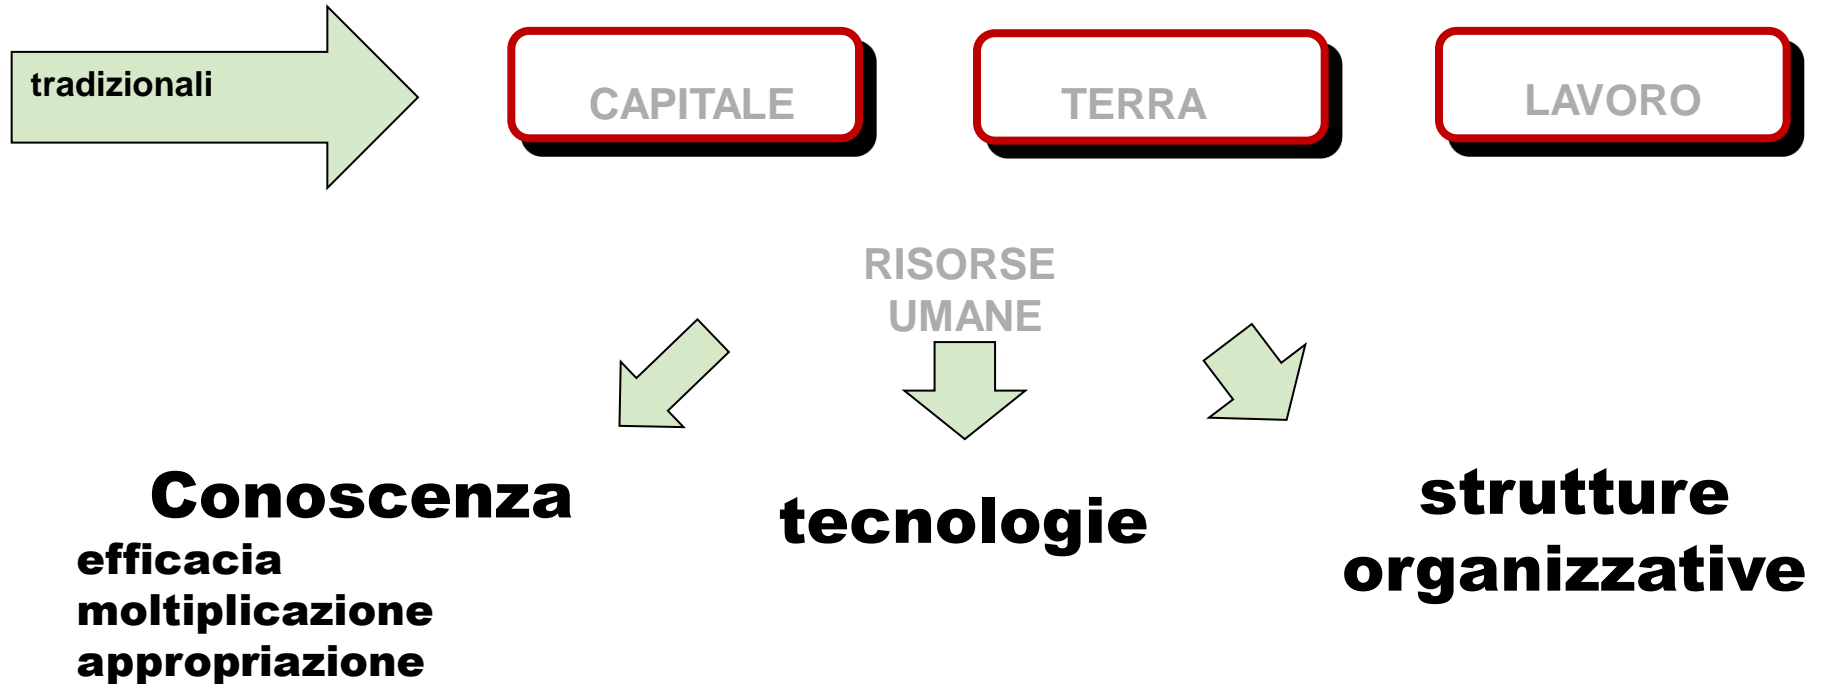 tradizionali
CAPITALE
TERRA
LAVORO
RISORSE
UMANE
Conoscenza
efficacia
moltiplicazione
appropriazione
tecnologie
strutture
organizzative